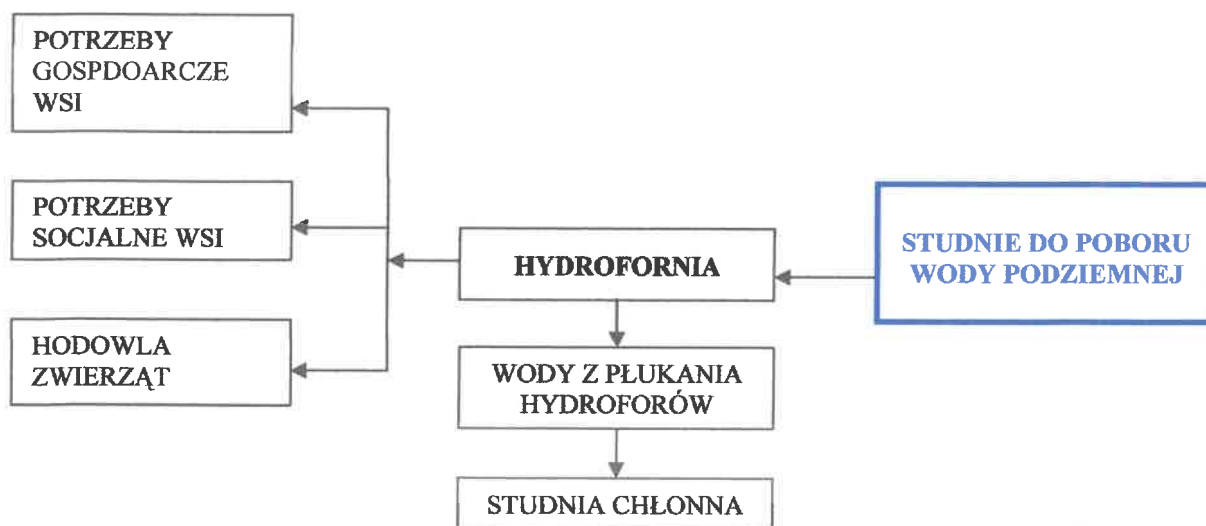 POTRZEBY
GOSPDOARCZE
WSI
POTRZEBY
SOCJALNE WSI
HODOWLA
ZWIERZĄT
HYDROFORNIA
WODY Z PŁUKANIA
HYDROFORÓW
STUDNIA CHŁONNA
STUDNIE DO POBORU
WODY PODZIEMNEJ